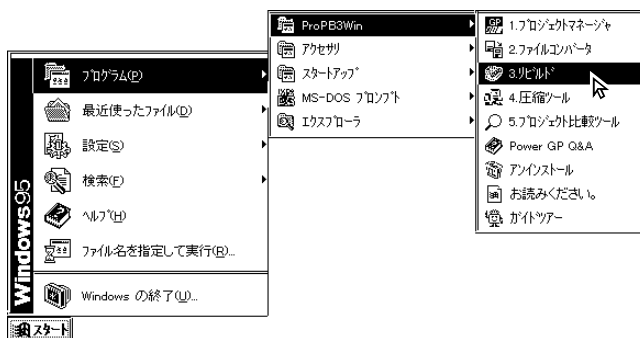 ProPB3Win
ｱｸｾｻﾘ
ｽﾀｰﾄｱｯﾌﾟ
MS-DOS ﾌﾟﾛﾝﾌﾟﾄ
ｴｸｽﾌﾟﾛｰﾗ
1.ﾌﾟﾛｼﾞｪｸﾄﾏﾈｰｼﾞｬ
2.ﾌｧｲﾙｺﾝﾊﾞｰﾀ
3.ﾘﾋﾞﾙﾄﾞ
4.圧縮ﾂｰﾙ
5.ﾌﾟﾛｼﾞｪｸﾄ比較ﾂｰﾙ
Power GP Q&A
ｱﾝｲﾝｽﾄｰﾙ
お読みください。
ｶﾞｲﾄﾞﾂｱｰ
ﾌﾟﾛｸﾞﾗﾑ(P)
最近使ったﾌｧｲﾙ(D)
設定(S)
検索(F)
ﾍﾙﾌﾟ(H)
ﾌｧｲﾙ名を指定して実行(R)...
Windows の終了(U)...
Windows95
ｽﾀｰﾄ